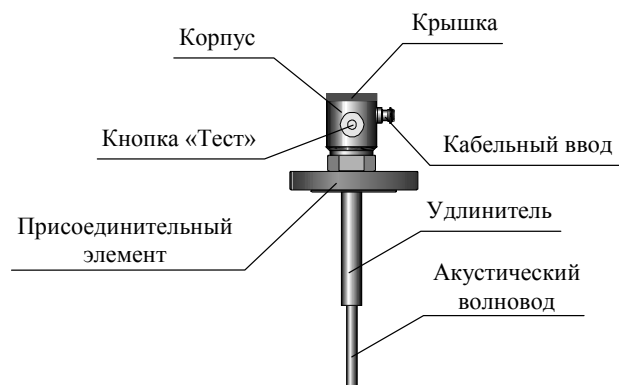 Крышка
Корпус
Кнопка «Тест»
Кабельный ввод
Присоединительный
элемент
Удлинитель
Акустический
волновод